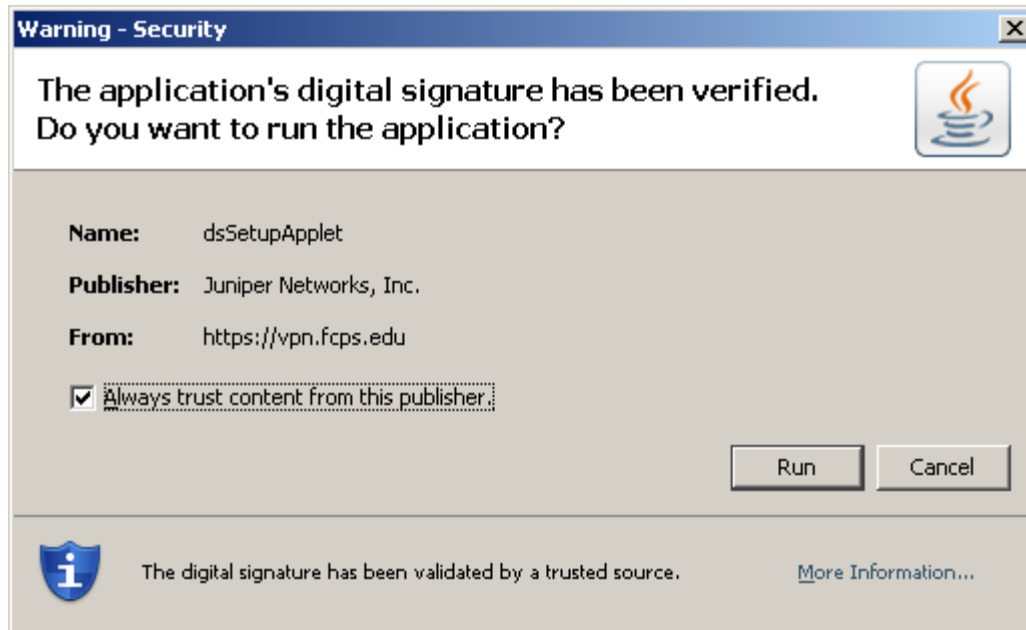 Warning - Security
The application's digital signature has been verified.
Do you want to run the application?
Name: dsSetupApplet
Publisher: Juniper Networks, Inc.
From: https://vpn.fcps.edu
Always trust content from this publisher.
Run Cancel
The digital signature has been validated by a trusted source. More Information...